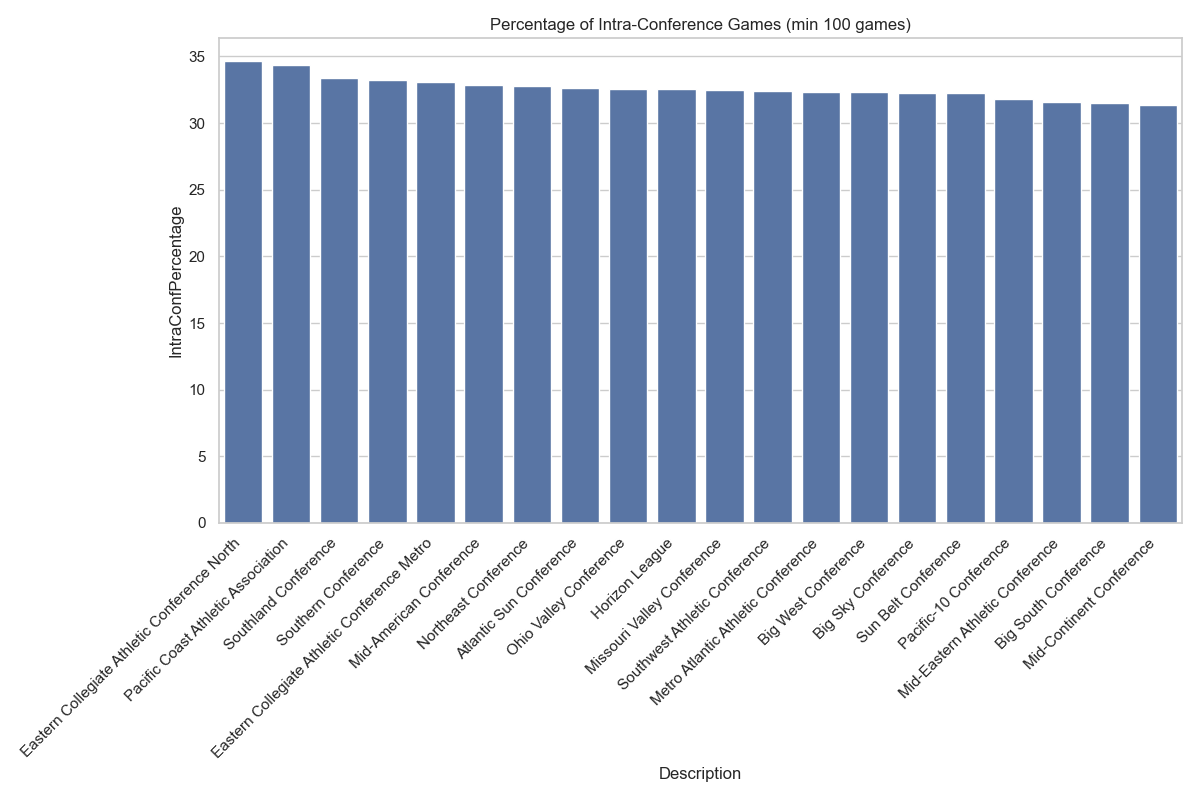 Percentage of Intra-Conference Games (min 100 games)
IntraConfPercentage
35
30
25
20
15
10
5
0
Eastern Collegiate Athletic Conference North
Pacific Coast Athletic Association
Southland Conference
Southern Conference
Eastern Collegiate Athletic Conference Metro
Mid-American Conference
Northeast Conference
Atlantic Sun Conference
Ohio Valley Conference
Horizon League
Missouri Valley Conference
Southwest Athletic Conference
Metro Atlantic Athletic Conference
Big West Conference
Big Sky Conference
Sun Belt Conference
Pacific-10 Conference
Mid-Eastern Athletic Conference
Big South Conference
Mid-Continent Conference
Description